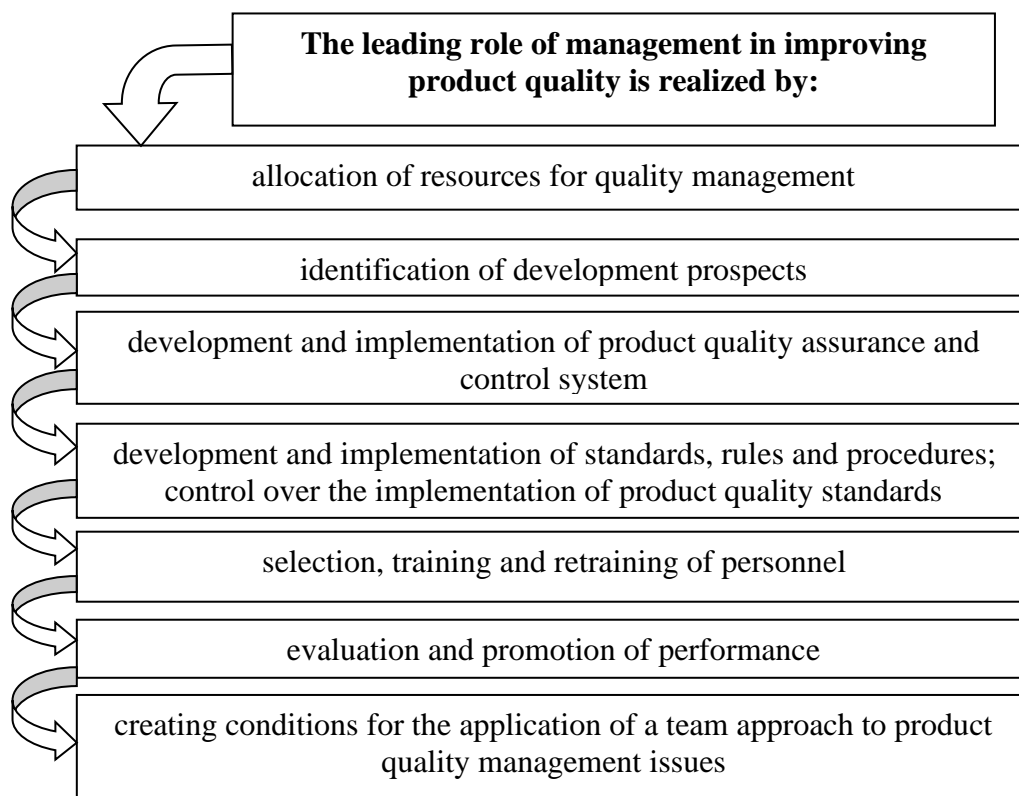 The leading role of management in improving
product quality is realized by:
allocation of resources for quality management
identification of development prospects
development and implementation of product quality assurance and
control system
development and implementation of standards, rules and procedures;
control over the implementation of product quality standards
selection, training and retraining of personnel
evaluation and promotion of performance
creating conditions for the application of a team approach to product
quality management issues